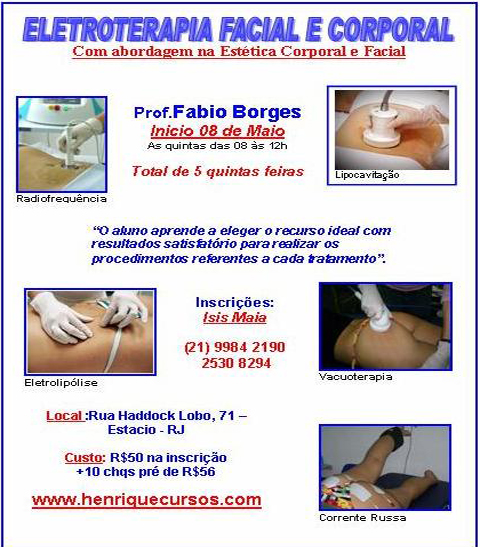 ELETROTERAPIA FACIAL E CORPORAL
Com abordagem na Estética Corporal e Facial
Prof.Fabio Borges
Inicio 08 de Maio
As quintas das 08 às 12h
Total de 5 quintas feiras
Radiofrequência
Lipocavitação
“O aluno aprende a eleger o recurso ideal com
resultados satisfatório para realizar os
procedimentos referentes a cada tratamento”.
Eletrolipólise
Inscrições:
Isis Maia
(21) 9984 2190
2530 8294
Vacuoterapia
Local :Rua Haddock Lobo, 71 –
Estacio - RJ
Custo: R$50 na inscrição
+10 chqs pré de R$56
www.henriquecursos.com
Corrente Russa